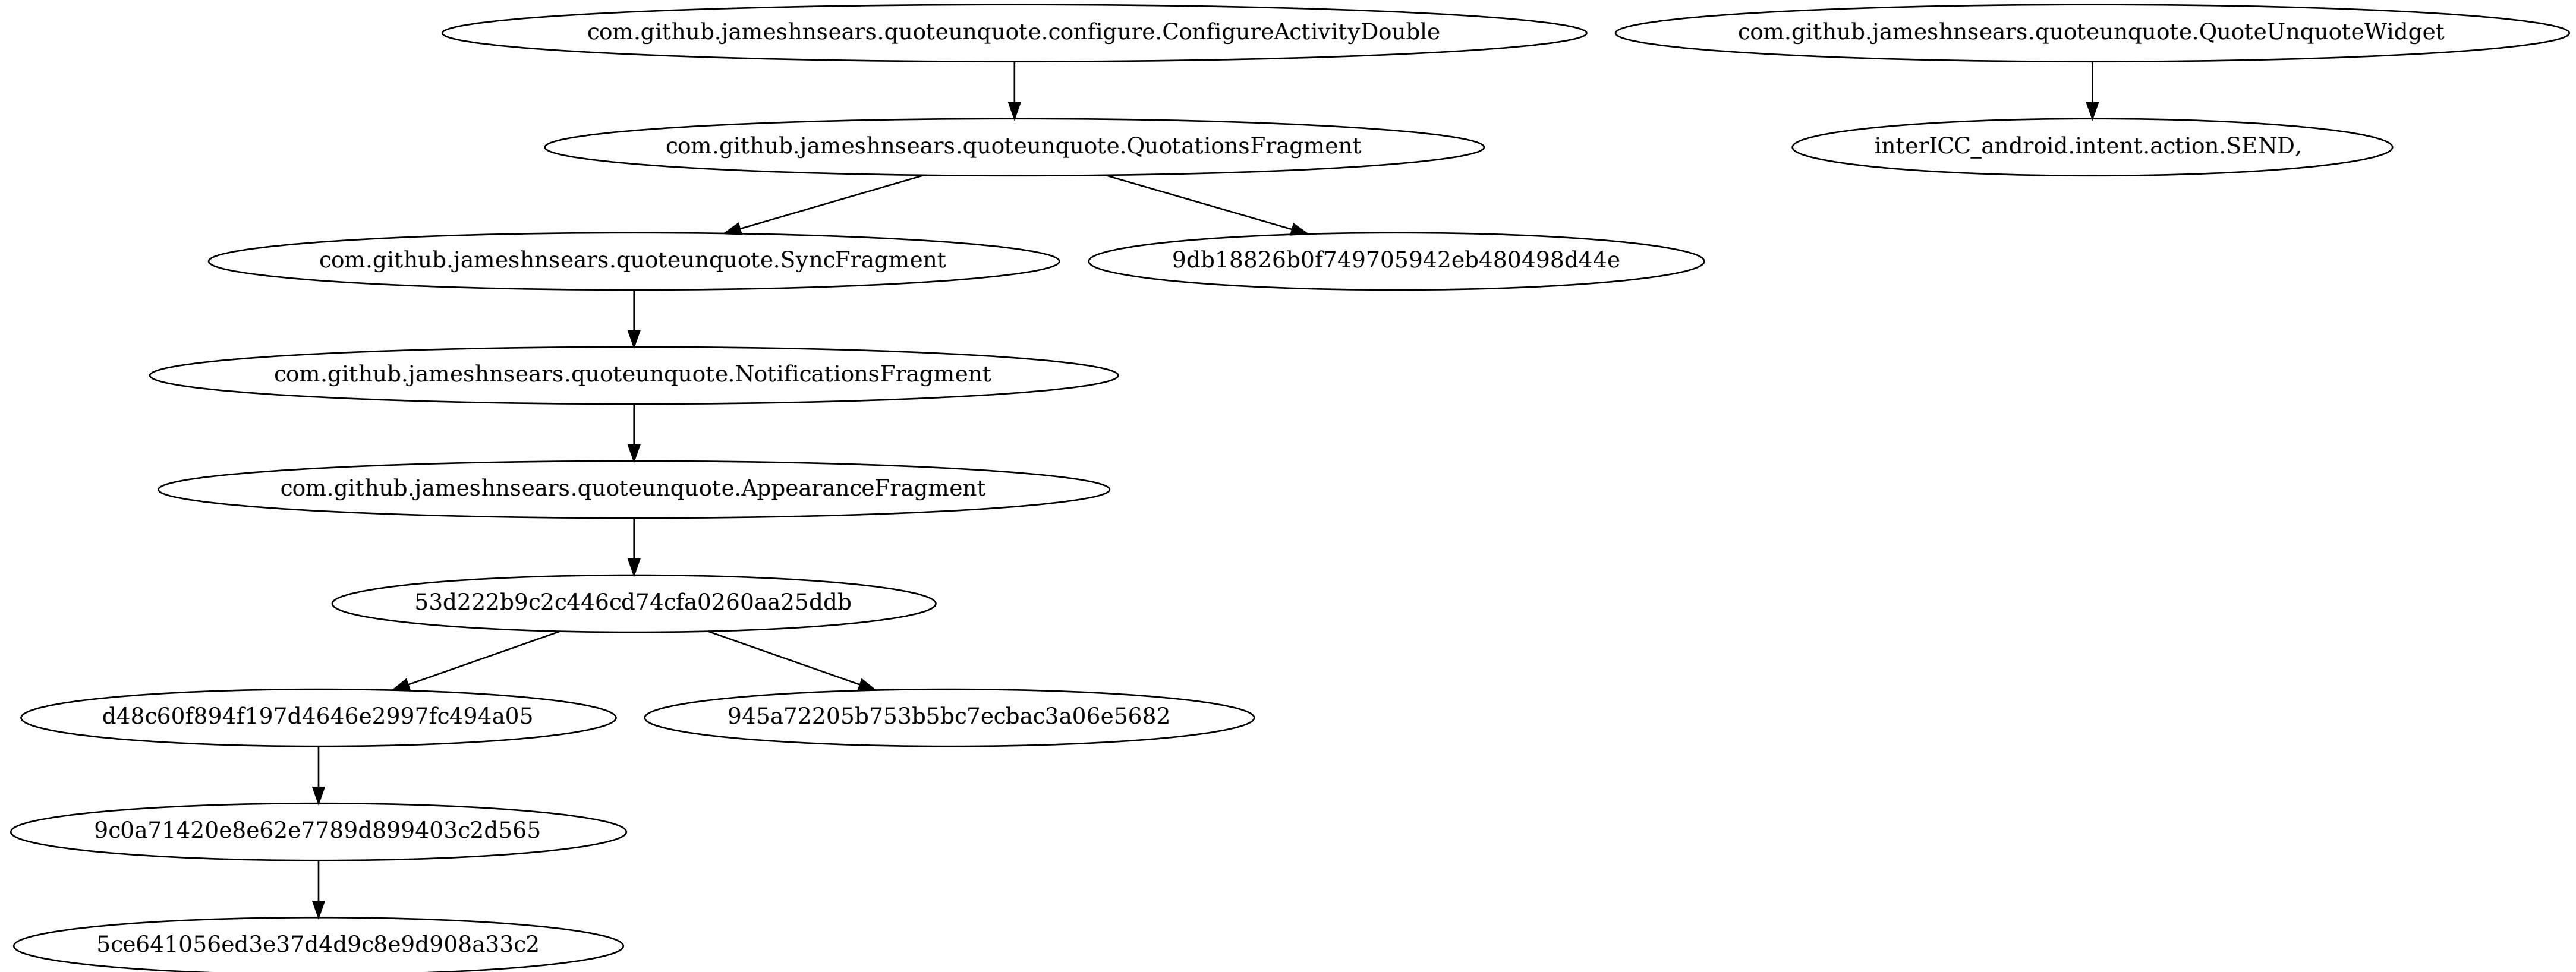 com.github.jameshnsears.quoteunquote.configure.ConfigureActivityDouble
com.github.jameshnsears.quoteunquote.QuoteUnquoteWidget
com.github.jameshnsears.quoteunquote.QuotationsFragment
interICC_android.intent.action.SEND,
com.github.jameshnsears.quoteunquote.SyncFragment
9db18826b0f749705942eb480498d44e
com.github.jameshnsears.quoteunquote.NotificationsFragment
com.github.jameshnsears.quoteunquote.AppearanceFragment
53d222b9c2c446cd74cfa0260aa25ddb
d48c60f894f197d4646e2997fc494a05
945a72205b753b5bc7ecbac3a06e5682
9c0a71420e8e62e7789d899403c2d565
5ce641056ed3e37d4d9c8e9d908a33c2